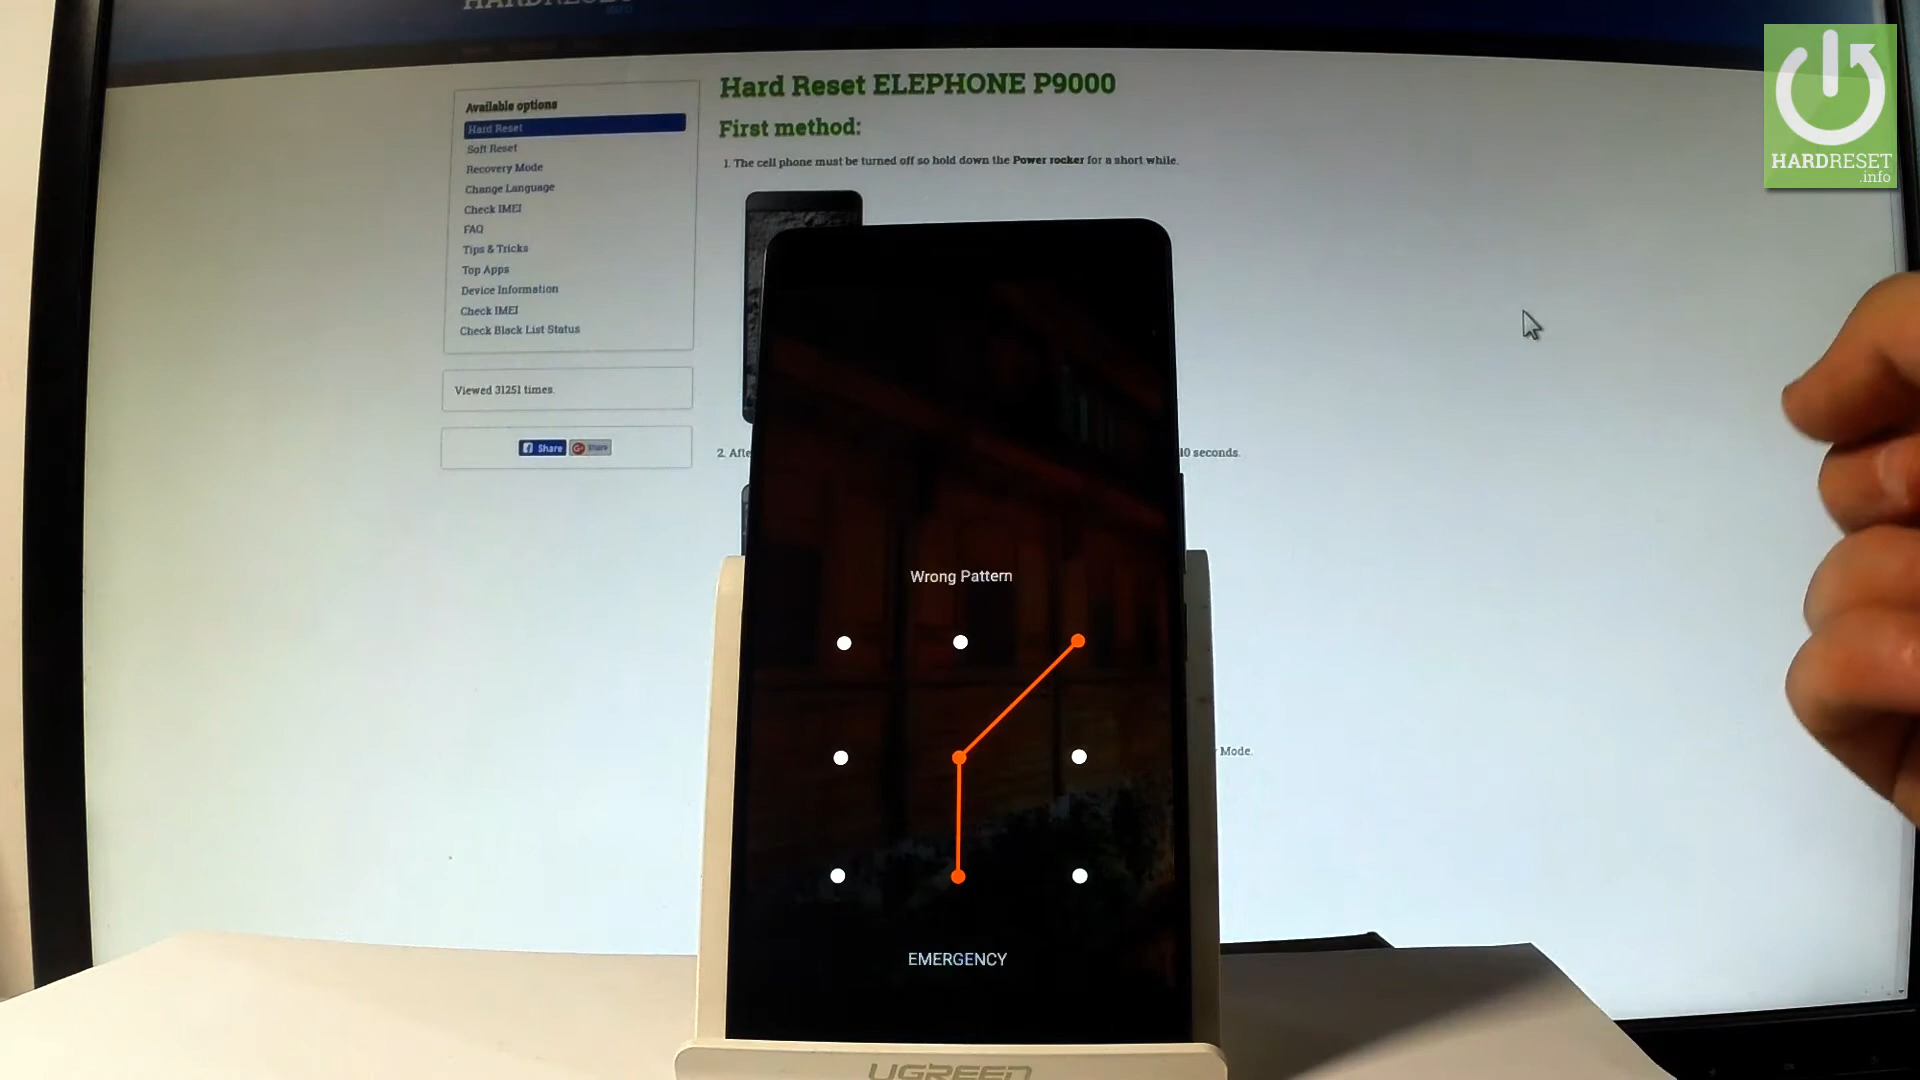 HARDRESET
.info
Hard Reset ELEPHONE P9000
First method:
1. The cell phone must be turned off so hold down the Power rocker for a short while.
Available options
Hard Reset
Soft Reset
Recovery Mode
Change Language
Check IMEI
FAQ
Tips & Tricks
Top Apps
Device Information
Check IMEI
Check Black List Status
Viewed 31251 times.
Share
Share
2. Afte
10 seconds.
Wrong Pattern
Mode.
EMERGENCY
UGREEN